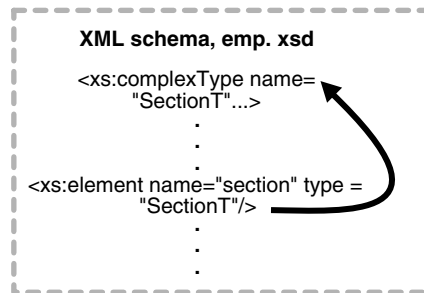 XML schema, emp. xsd
<xs:complexType name=
"SectionT"...>
.
.
.
<xs:element name="section" type =
"SectionT"/>
.
.
.